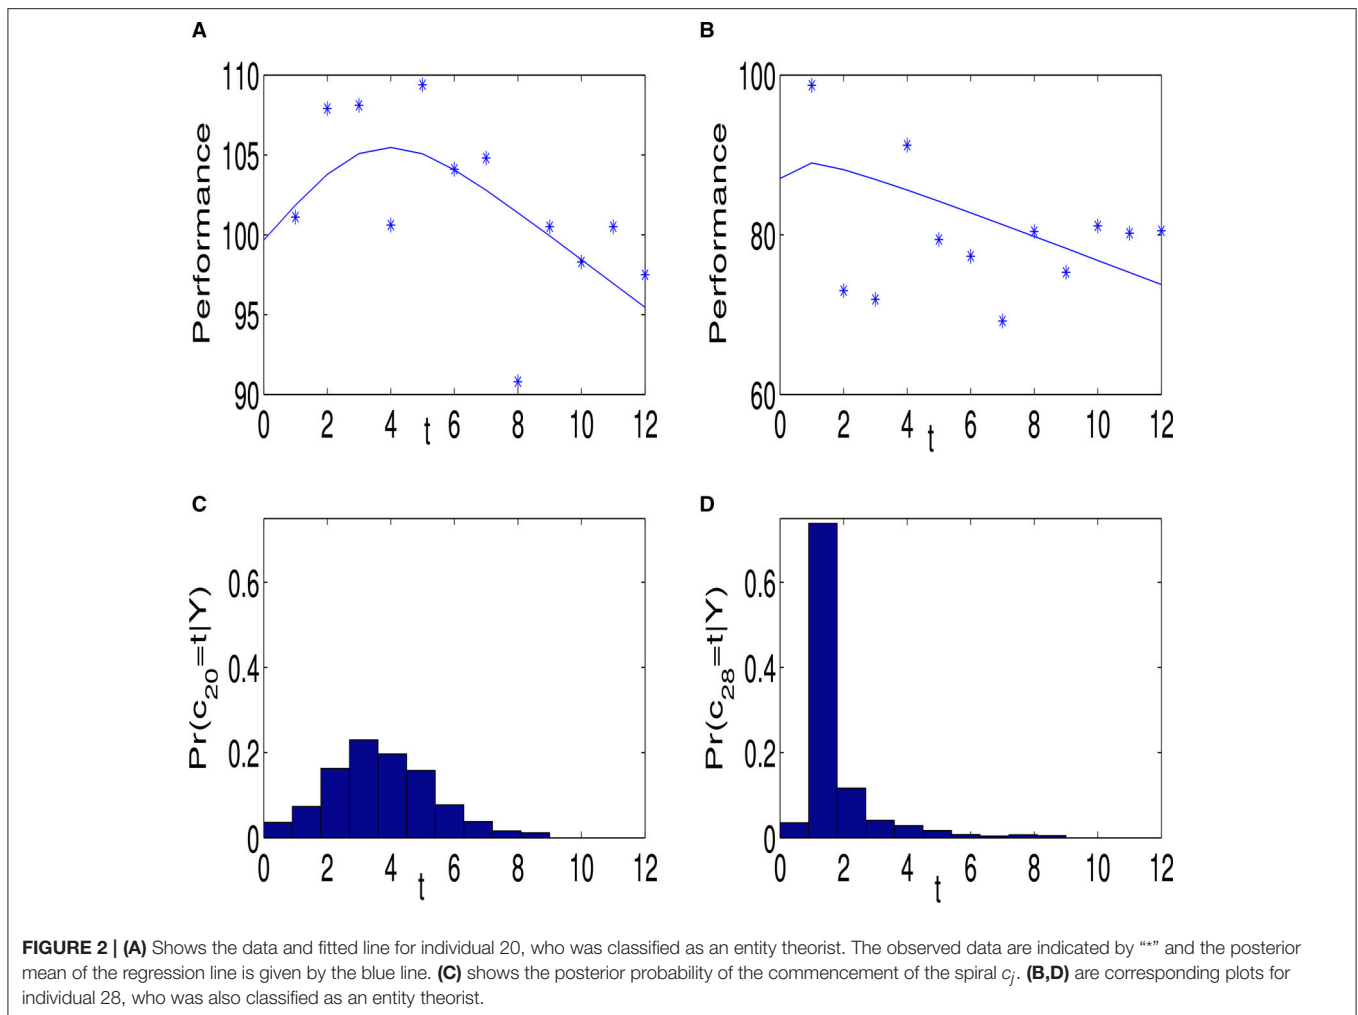 A
B
110
105
100
95
90
Performance
0 2 4 6 8 10 12
t
100
80
60
Performance
0 2 4 6 8 10 12
t
C
D
0.6
0.4
0.2
0
Pr(c20=t|Y)
0 2 4 6 8 10 12
t
0.6
0.4
0.2
0
Pr(c28=t|Y)
0 2 4 6 8 10 12
t
FIGURE 2 | (A) Shows the data and fitted line for individual 20, who was classified as an entity theorist. The observed data are indicated by “*” and the posterior
mean of the regression line is given by the blue line. (C) shows the posterior probability of the commencement of the spiral cj. (B,D) are corresponding plots for
individual 28, who was also classified as an entity theorist.